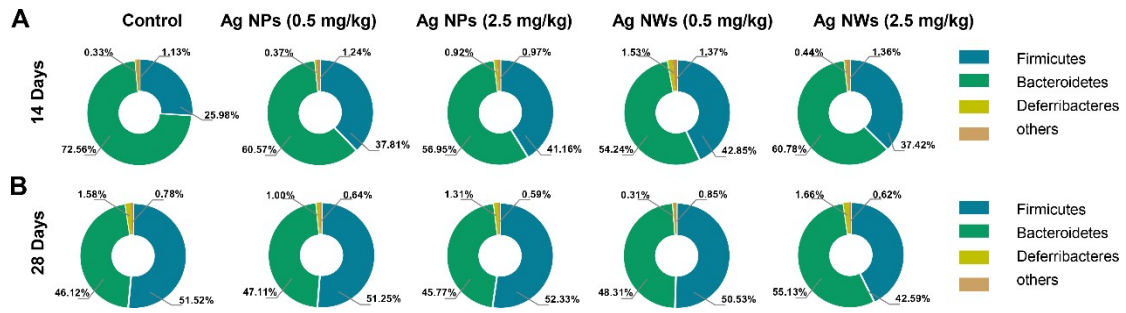 A
Control
Ag NPs (0.5 mg/kg)
Ag NPs (2.5 mg/kg)
Ag NWs (0.5 mg/kg)
Ag NWs (2.5 mg/kg)
14 Days
0.33% 1.13%
25.98%
72.56%
0.37% 1.24%
37.81%
60.57%
0.92% 0.97%
41.16%
56.95%
1.53% 1.37%
42.85%
54.24%
0.44% 1.36%
37.42%
60.78%
Firmicutes
Bacteroidetes
Deferribacteres
others
B
28 Days
1.58% 0.78%
46.12% 51.52%
1.00% 0.64%
47.11% 51.25%
1.31% 0.59%
45.77% 52.33%
0.31% 0.85%
48.31% 50.53%
1.66% 0.62%
55.13% 42.59%
Firmicutes
Bacteroidetes
Deferribacteres
others